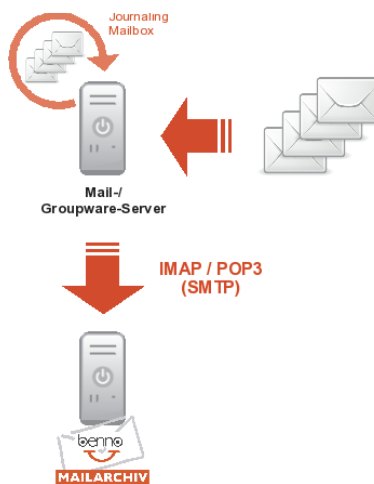 Journaling
Mailbox
Mail-/
Groupware-Server
IMAP / POP3
(SMTP)
benno
MAILARCHIV